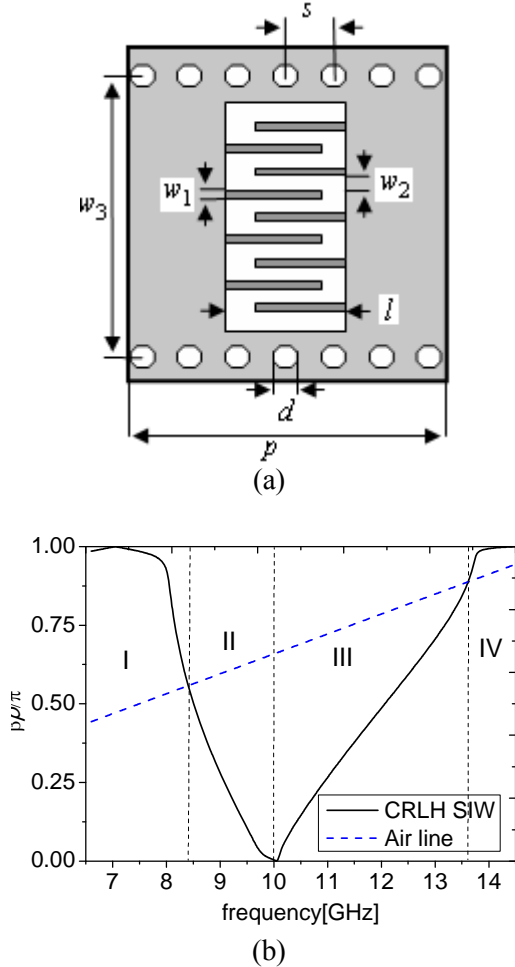 s
w₁
w₂
w₃
l
d
p
(a)
1.00
0.75
0.50
0.25
0.00
pρ/π
I
II
III
IV
CRLH SIW
Air line
7 8 9 10 11 12 13 14
frequency[GHz]
(b)